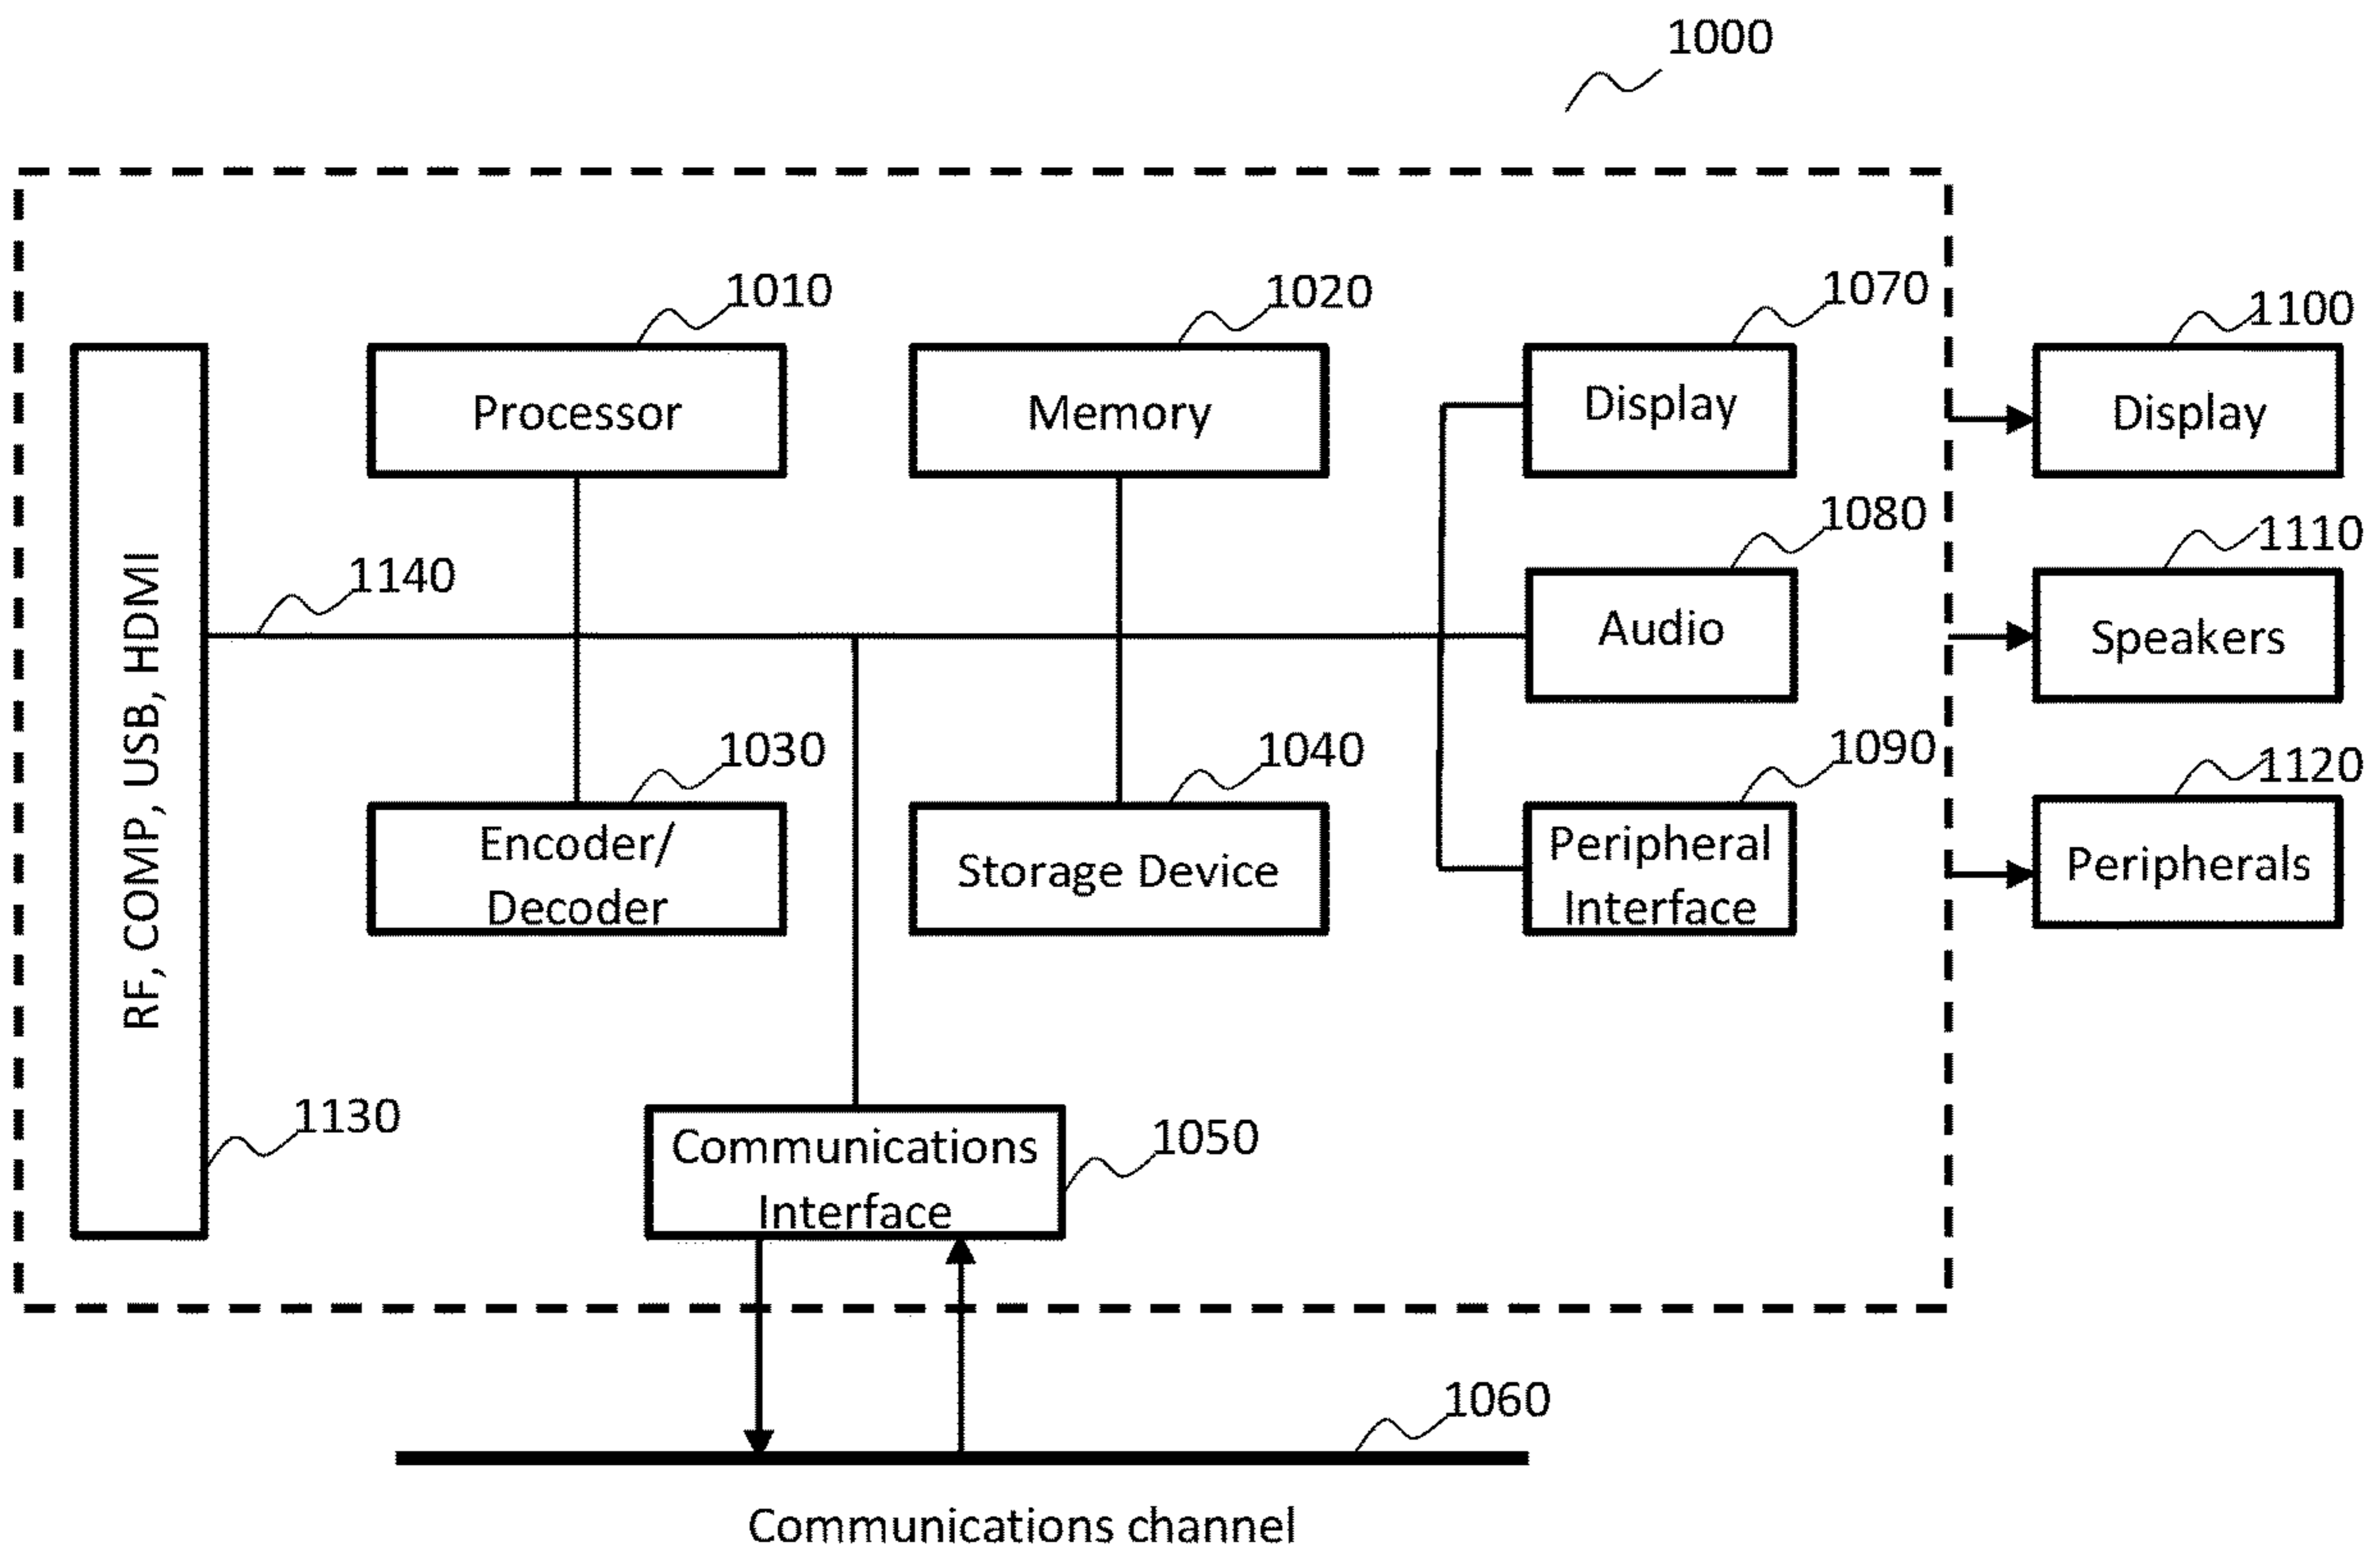 1000
1010
1020
1070
1100
Processor
Memory
Display
Display
1080
1110
1140
Audio
Speakers
RF, COMP, USB, HDMI
1030
1040
1090
1120
Encoder/
Decoder
Storage Device
Peripheral
Interface
Peripherals
1130
Communications
Interface
1050
1060
Communications channel